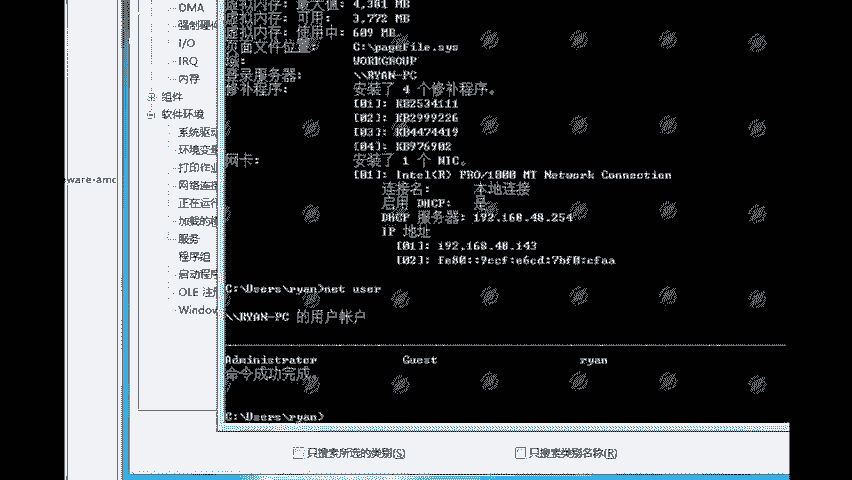 DMA
强制硬件
I/O
IRQ
内存
组件
软件环境
系统驱动
环境变量
打印作业
网络连接
正在运行
加载的模
服务
程序组
启动程序
OLE 注册
Window
ware-amc
虚拟内存: 最大值: 4,381 MB
虚拟内存: 可用: 3,772 MB
虚拟内存: 使用中: 609 MB
页面文件位置: C:\pagefile.sys
域: WORKGROUP
登录服务器: \\RYAN-PC
修补程序: 安装了 4 个修补程序。
[01]: KB2534111
[02]: KB2999226
[03]: KB4474419
[04]: KB976902
网卡: 安装了 1 个 NIC。
[01]: Intel(R) PRO/1000 MT Network Connection
连接名: 本地连接
启用 DHCP: 是
DHCP 服务器: 192.168.48.254
IP 地址
[01]: 192.168.48.143
[02]: fe80::9ccf:e6cd:7bf0:cfaa
C:\Users\ryan>net user
\\RYAN-PC 的用户帐户
Administrator Guest ryan
命令成功完成。
C:\Users\ryan>
只搜索所选的类别(S)
只搜索类别名称(R)